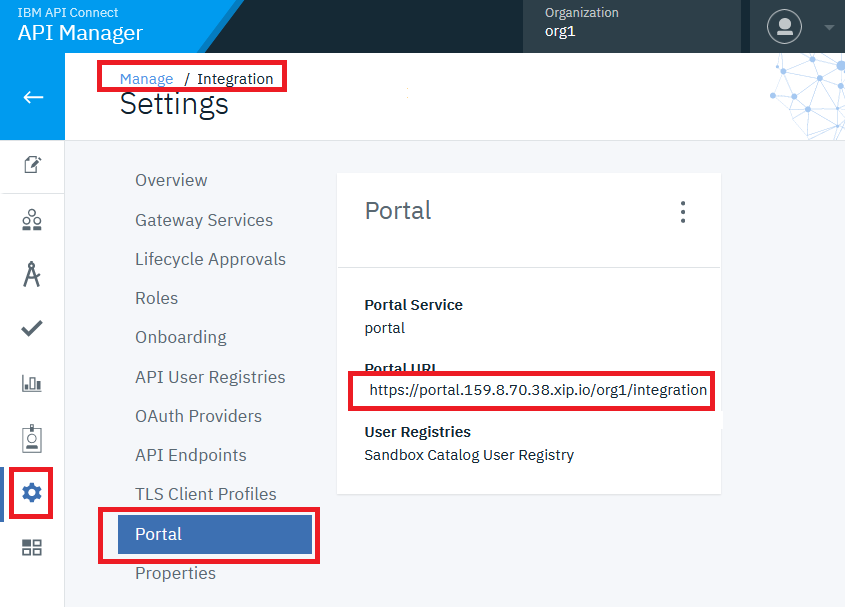 IBM API Connect
API Manager
Organization
org1
Manage / Integration
Settings
Overview
Gateway Services
Lifecycle Approvals
Roles
Onboarding
API User Registries
OAuth Providers
API Endpoints
TLS Client Profiles
Portal
Properties
Portal
Portal Service
portal
Portal URL
https://portal.159.8.70.38.xip.io/org1/integration
User Registries
Sandbox Catalog User Registry